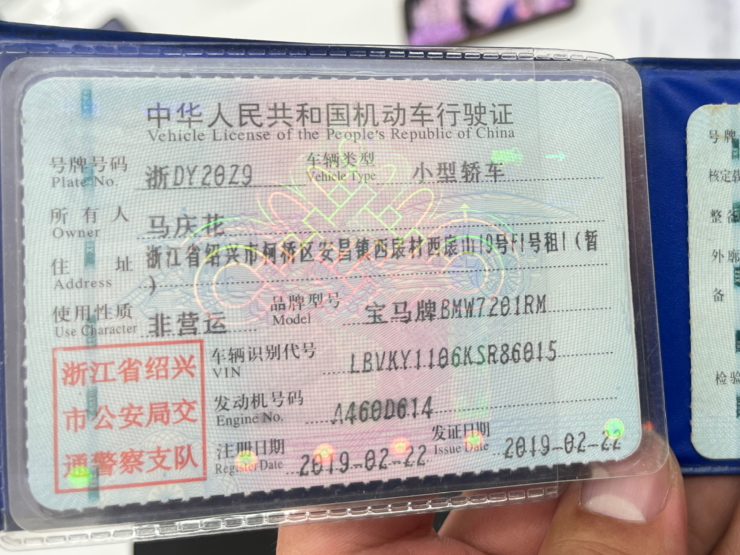 中华人民共和国机动车行驶证
Vehicle License of the People's Republic of China
号牌号码 浙DY20Z9 车辆类型 小型轿车
Plate No. Vehicle Type
所有人 马庆花
Owner
住址 浙江省绍兴市柯桥区安昌镇西扆村西扆山19号F1号租1(暂
Address )
使用性质 非营运 品牌型号 宝马牌BMW7201RM
Use Character Model
浙江省绍兴
市公安局交
通警察支队
车辆识别代号 LBVKY1106KSR86015
VIN
发动机号码 A460D614
Engine No.
注册日期 2019-02-22 发证日期 2019-02-22
Register Date Issue Date
号牌
核定载
整备
外廓
备
检验